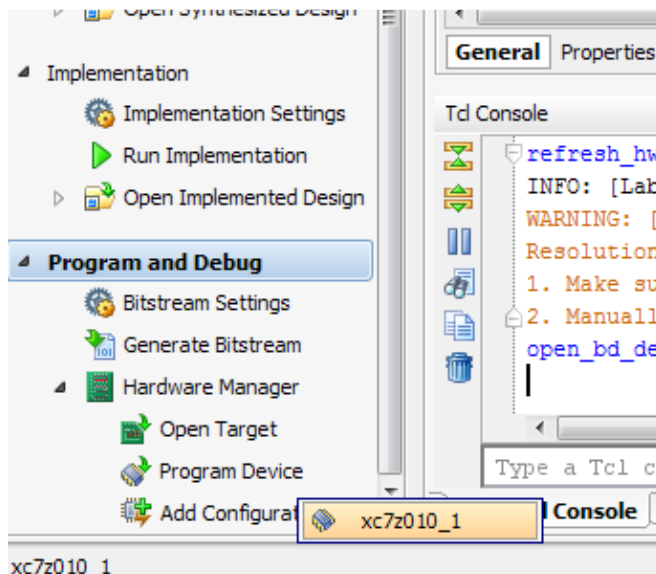 Open Synthesized Design
Implementation
Implementation Settings
Run Implementation
Open Implemented Design
Program and Debug
Bitstream Settings
Generate Bitstream
Hardware Manager
Open Target
Program Device
Add Configurat
xc7z010_1
xc7z010_1
General Properties
Tcl Console
refresh_hw
INFO: [Lab
WARNING: [
Resolution
1. Make su
2. Manuall
open_bd_de
Type a Tcl c
Console